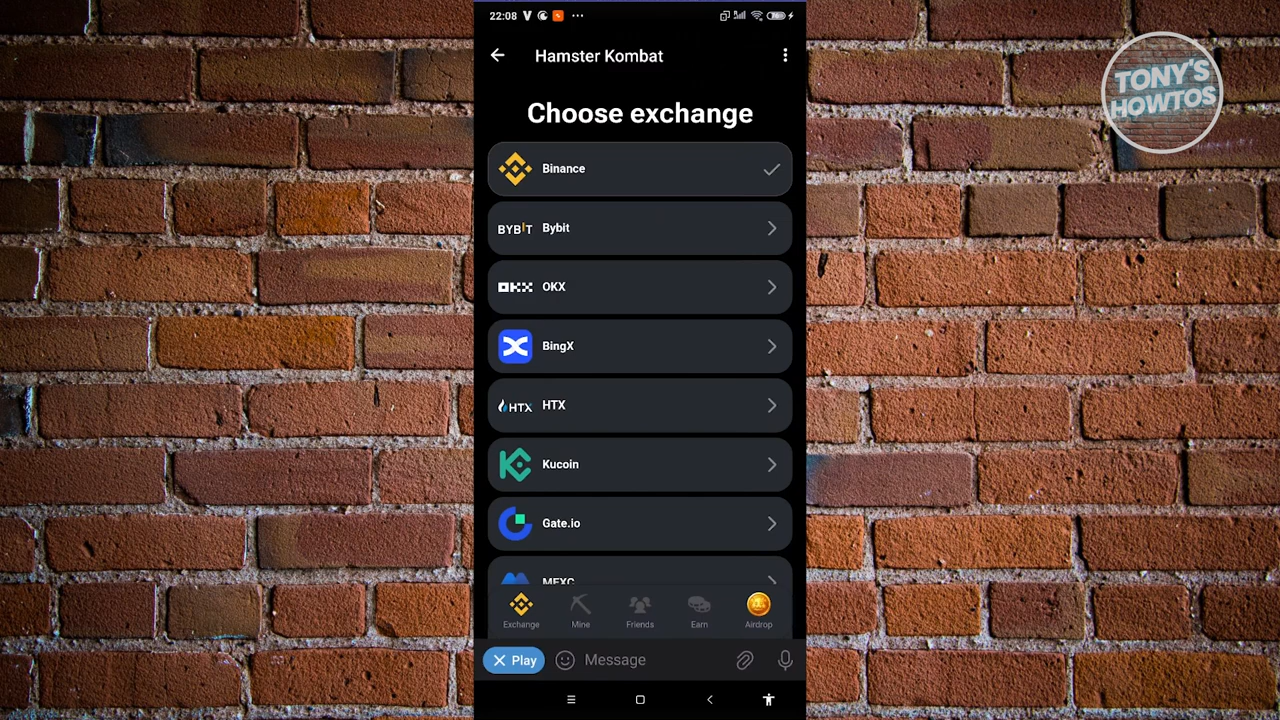 22:08
Hamster Kombat
TONY'S
HOWTOS
Choose exchange
Binance
BYBIT Bybit
OKX OKX
BingX
HTX HTX
Kucoin
Gate.io
MEXC
Exchange Mine Friends Earn Airdrop
Play Message